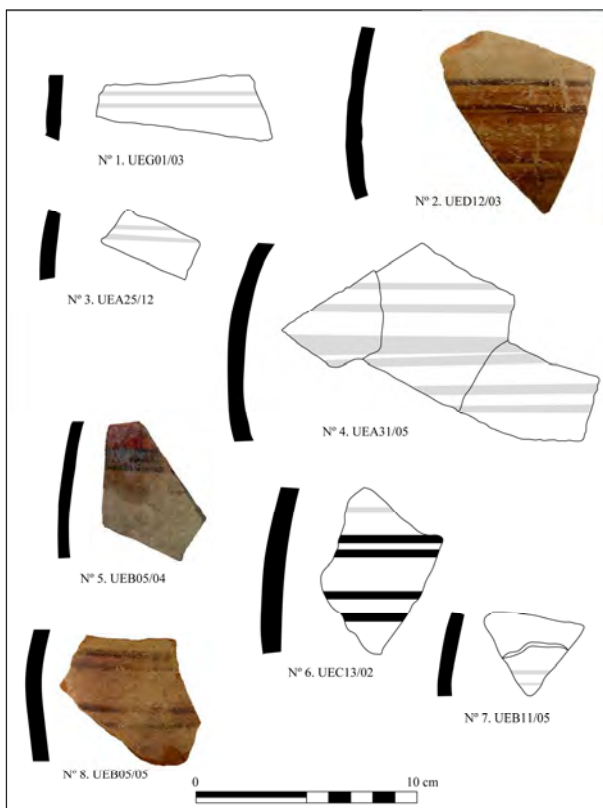 Nº 1. UEG01/03
Nº 2. UED12/03
Nº 3. UEA25/12
Nº 4. UEA31/05
Nº 5. UEB05/04
Nº 6. UEC13/02
Nº 7. UEB11/05
Nº 8. UEB05/05
0 10 cm